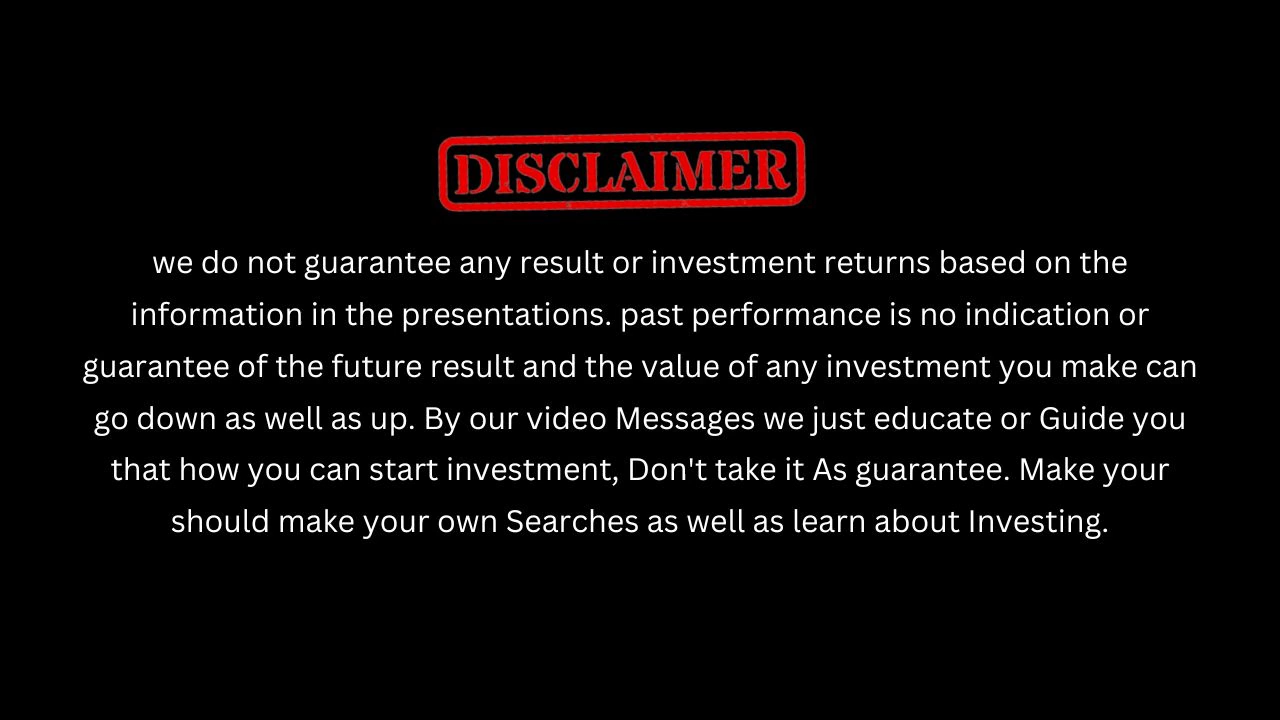 DISCLAIMER
we do not guarantee any result or investment returns based on the
information in the presentations. past performance is no indication or
guarantee of the future result and the value of any investment you make can
go down as well as up. By our video Messages we just educate or Guide you
that how you can start investment, Don't take it As guarantee. Make your
should make your own Searches as well as learn about Investing.